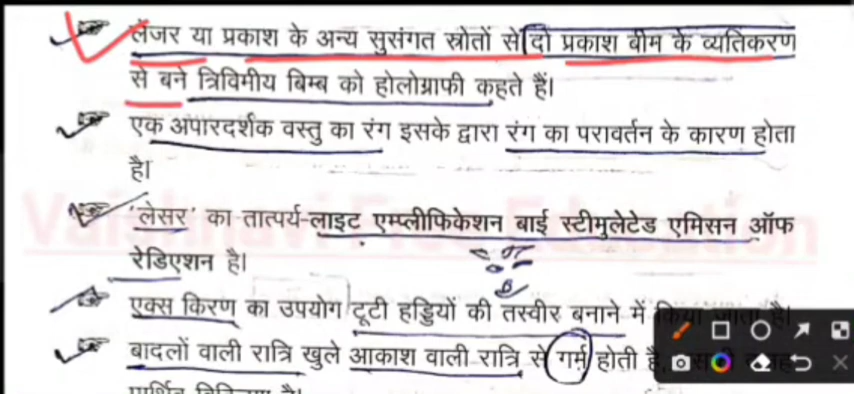 लेजर या प्रकाश के अन्य सुसंगत स्रोतों से दो प्रकाश बीम के व्यतिकरण
से बने त्रिविमीय बिम्ब को होलोग्राफी कहते हैं।
एक अपारदर्शक वस्तु का रंग इसके द्वारा रंग का परावर्तन के कारण होता
है।
'लेसर' का तात्पर्य-लाइट एम्प्लीफिकेशन बाई स्टीमुलेटेड एमिसन ऑफ
रेडिएशन है।
एक्स किरण का उपयोग टूटी हड्डियों की तस्वीर बनाने में किया जाता है।
बादलों वाली रात्रि खुले आकाश वाली रात्रि से गर्म होती है,